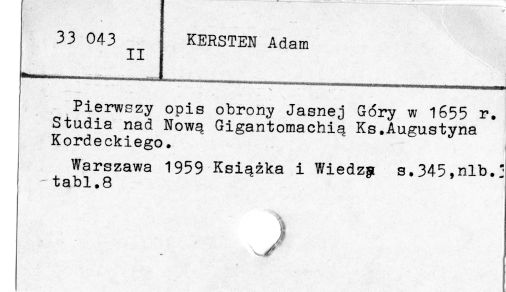 33 043
II
KERSTEN Adam
Pierwszy opis obrony Jasnej Góry w 1655 r.
Studia nad Nową Gigantomachią Ks.Augustyna
Kordeckiego.
Warszawa 1959 Książka i Wiedza s.345,nlb.
tabl.8